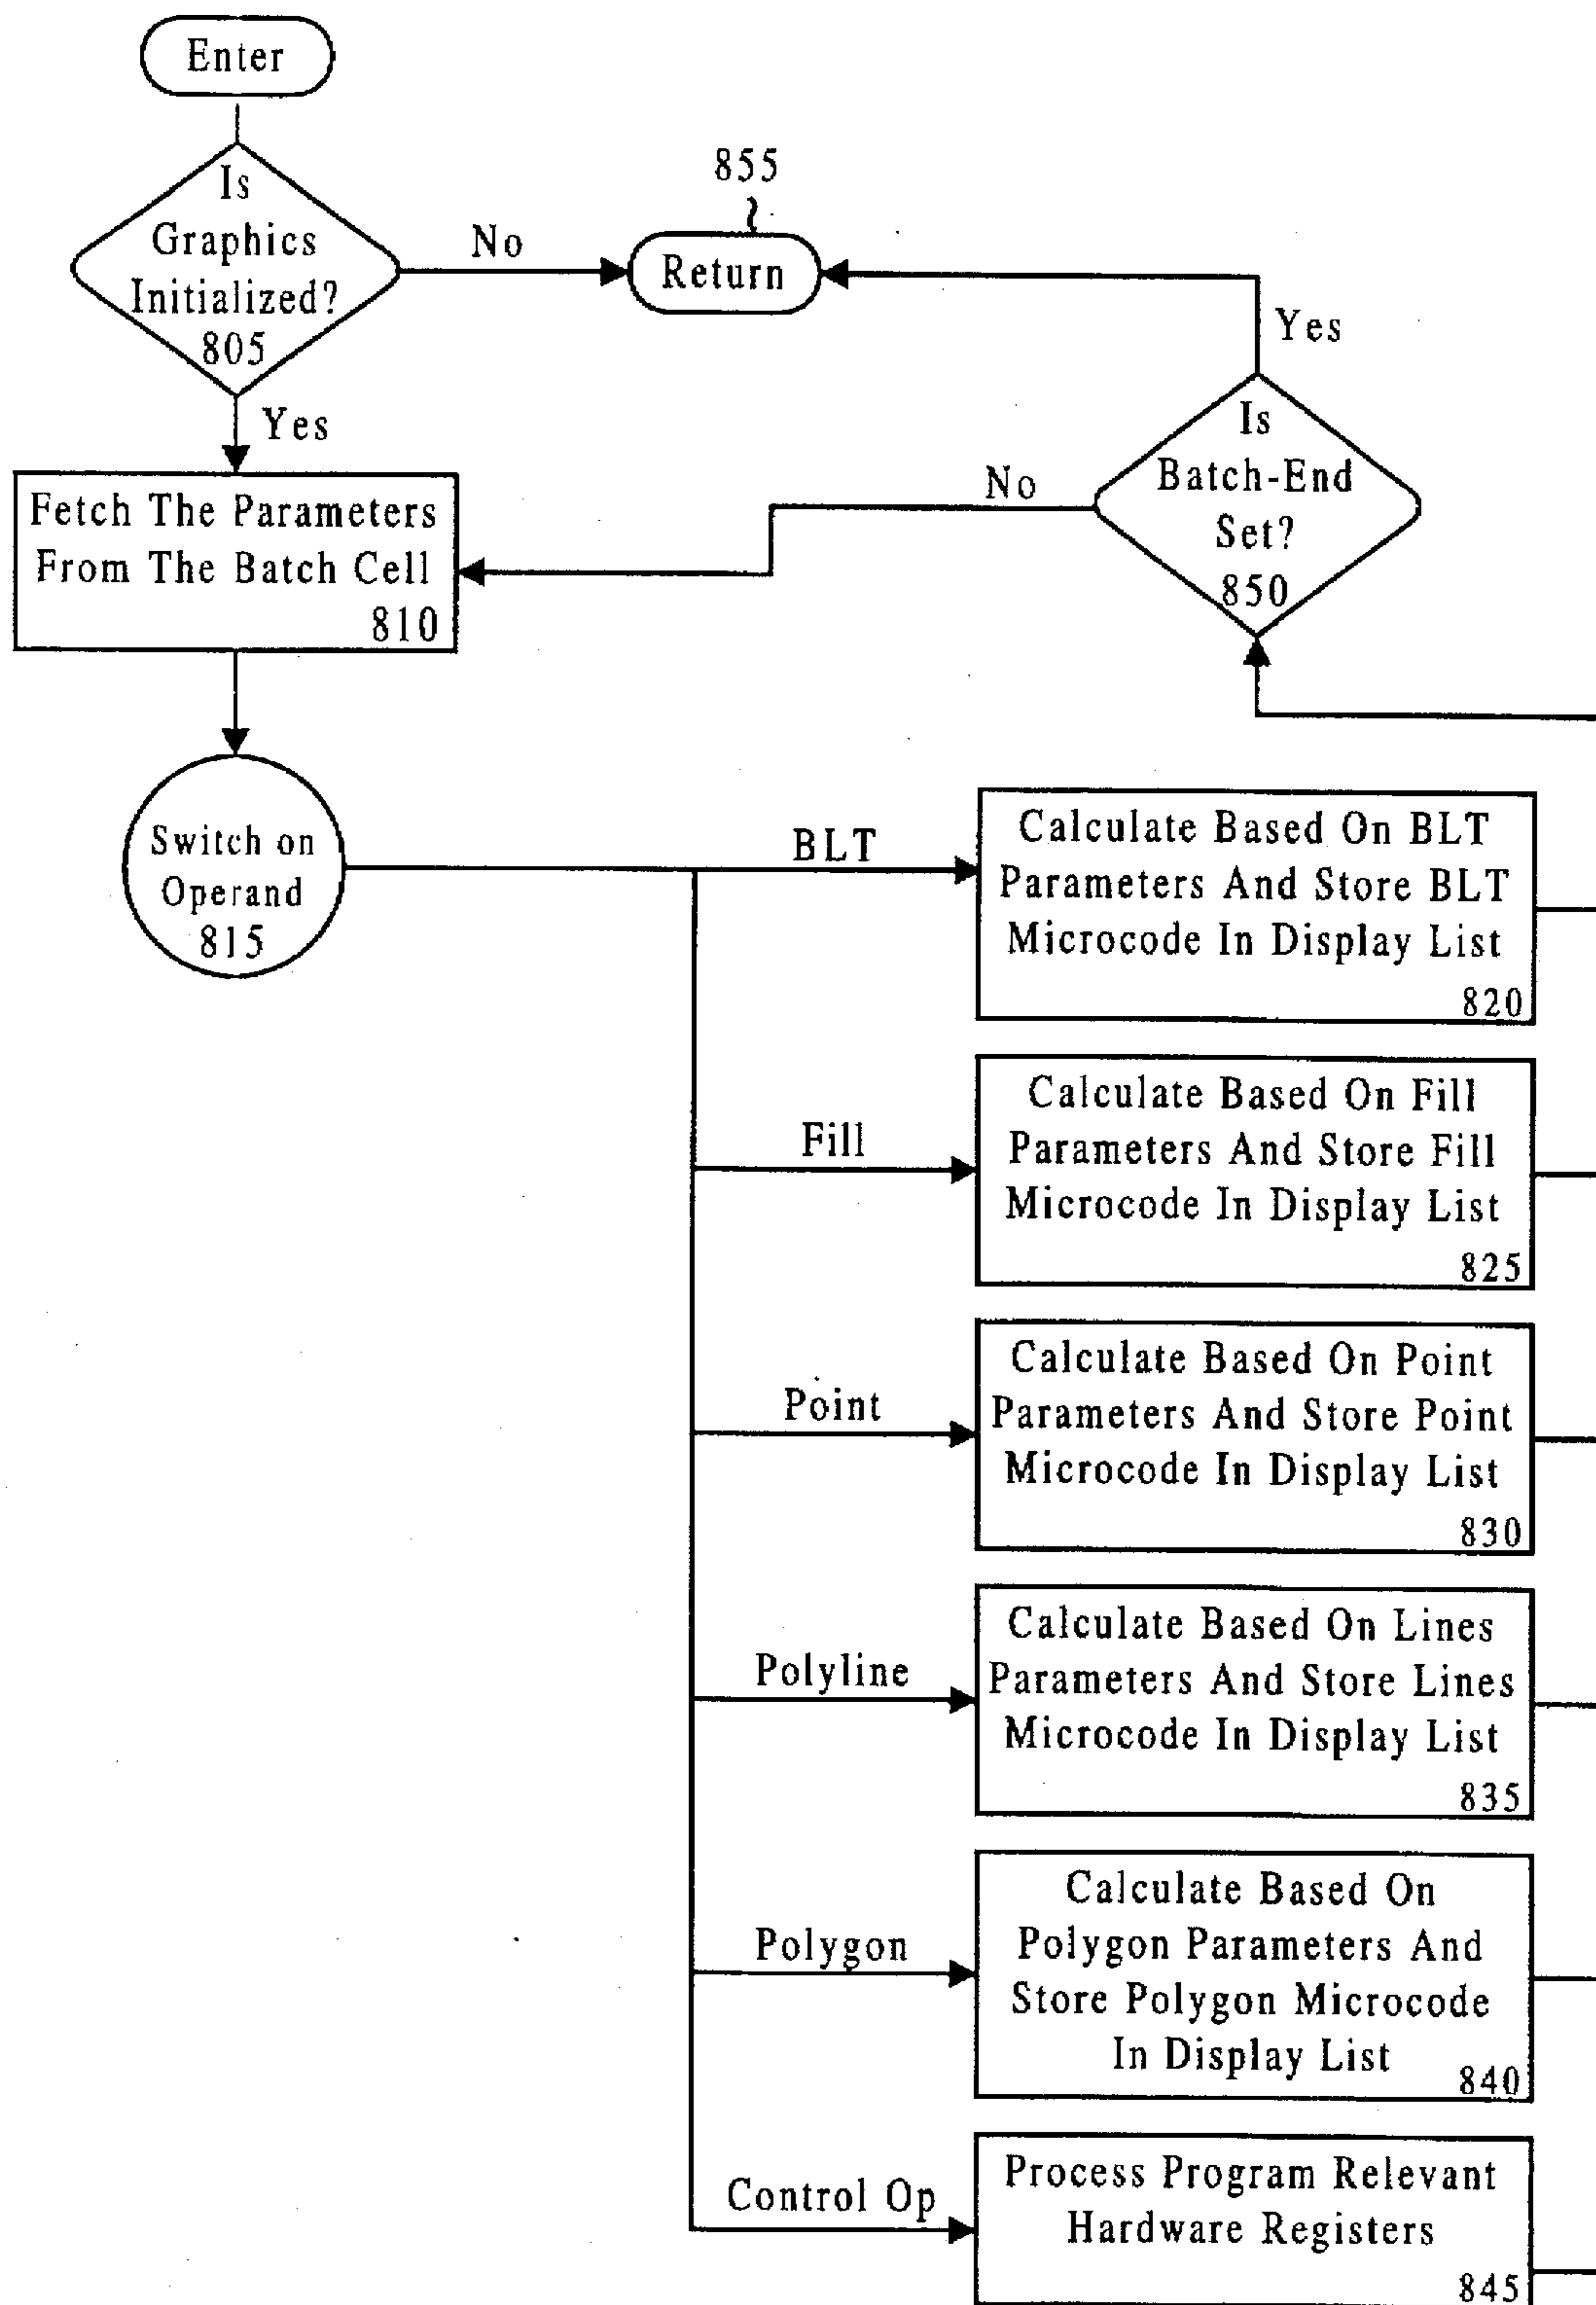 Enter
Is
Graphics
Initialized?
805
No
855
Return
Yes
Is
Batch-End
Set?
850
No
Yes
Fetch The Parameters
From The Batch Cell
810
Switch on
Operand
815
BLT
Calculate Based On BLT
Parameters And Store BLT
Microcode In Display List
820
Fill
Calculate Based On Fill
Parameters And Store Fill
Microcode In Display List
825
Point
Calculate Based On Point
Parameters And Store Point
Microcode In Display List
830
Polyline
Calculate Based On Lines
Parameters And Store Lines
Microcode In Display List
835
Polygon
Calculate Based On
Polygon Parameters And
Store Polygon Microcode
In Display List
840
Control Op
Process Program Relevant
Hardware Registers
845